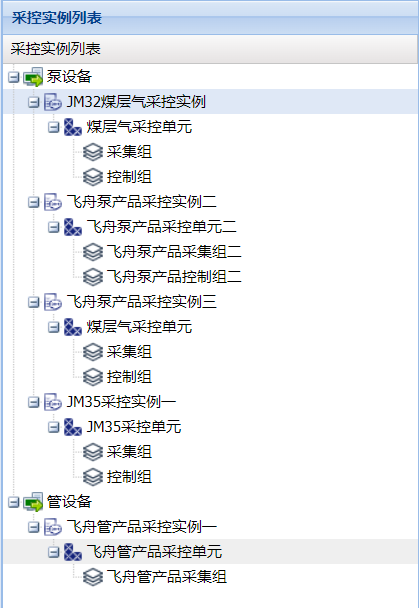 采控实例列表
采控实例列表
泵设备
JM32煤层气采控实例
煤层气采控单元
采集组
控制组
飞舟泵产品采控实例二
飞舟泵产品采控单元二
飞舟泵产品采集组二
飞舟泵产品控制组二
飞舟泵产品采控实例三
煤层气采控单元
采集组
控制组
JM35采控实例一
JM35采控单元
采集组
控制组
管设备
飞舟管产品采控实例一
飞舟管产品采控单元
飞舟管产品采集组